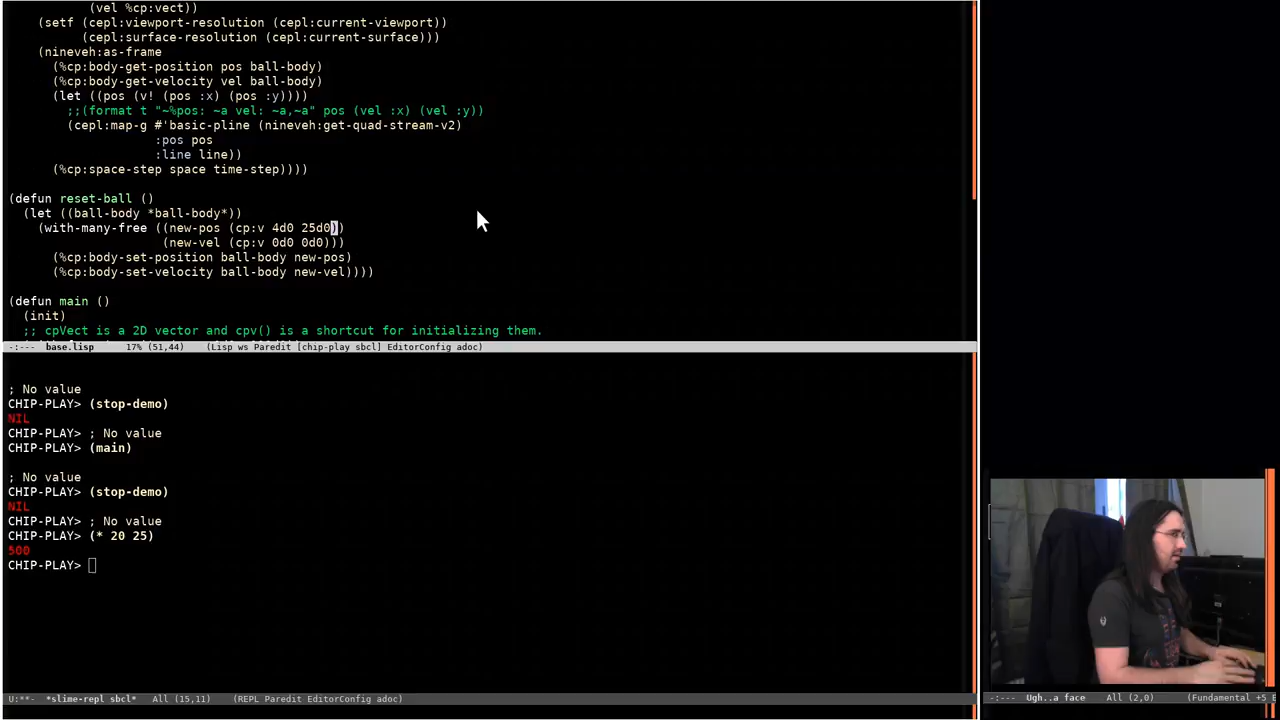 (vel %cp:vect))
(setf (cepl:viewport-resolution (cepl:current-viewport))
(cepl:surface-resolution (cepl:current-surface)))
(nineveh:as-frame
(%cp:body-get-position pos ball-body)
(%cp:body-get-velocity vel ball-body)
(let ((pos (v! (pos :x) (pos :y))))
;;(format t "~%pos: ~a vel: ~a,~a" pos (vel :x) (vel :y))
(cepl:map-g #'basic-pline (nineveh:get-quad-stream-v2)
:pos pos
:line line))
(%cp:space-step space time-step))))
(defun reset-ball ()
(let ((ball-body *ball-body*))
(with-many-free ((new-pos (cp:v 4d0 25d0))
(new-vel (cp:v 0d0 0d0)))
(%cp:body-set-position ball-body new-pos)
(%cp:body-set-velocity ball-body new-vel))))
(defun main ()
(init)
;; cpVect is a 2D vector and cpv() is a shortcut for initializing them.
-:--- base.lisp 17% (51,44) (Lisp ws Paredit [chip-play sbcl] EditorConfig adoc)
; No value
CHIP-PLAY> (stop-demo)
NIL
CHIP-PLAY> ; No value
CHIP-PLAY> (main)
; No value
CHIP-PLAY> (stop-demo)
NIL
CHIP-PLAY> ; No value
CHIP-PLAY> (* 20 25)
500
CHIP-PLAY>
U:**- *slime-repl sbcl* All (15,11) (REPL Paredit EditorConfig adoc)
-:--- Ugh..a face All (2,0) (Fundamental +5 E